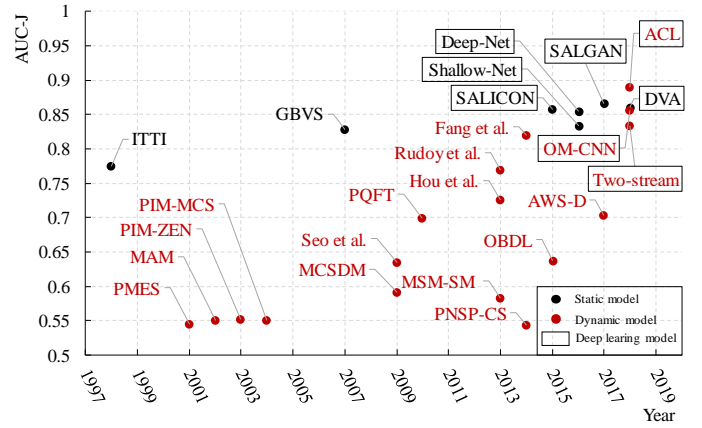 AUC-J
1
0.95
0.9
0.85
0.8
0.75
0.7
0.65
0.6
0.55
0.5
ACL
Deep-Net
SALGAN
Shallow-Net
SALICON
DVA
GBVS
Fang et al.
ITTI
OM-CNN
Rudoy et al.
Two-stream
Hou et al.
PIM-MCS
PQFT
AWS-D
PIM-ZEN
Seo et al.
OBDL
MAM
MCSDM
MSM-SM
PMES
PNSP-CS
Static model
Dynamic model
Deep learing model
1997
1999
2001
2003
2005
2007
2009
2011
2013
2015
2016
2017
2019
Year